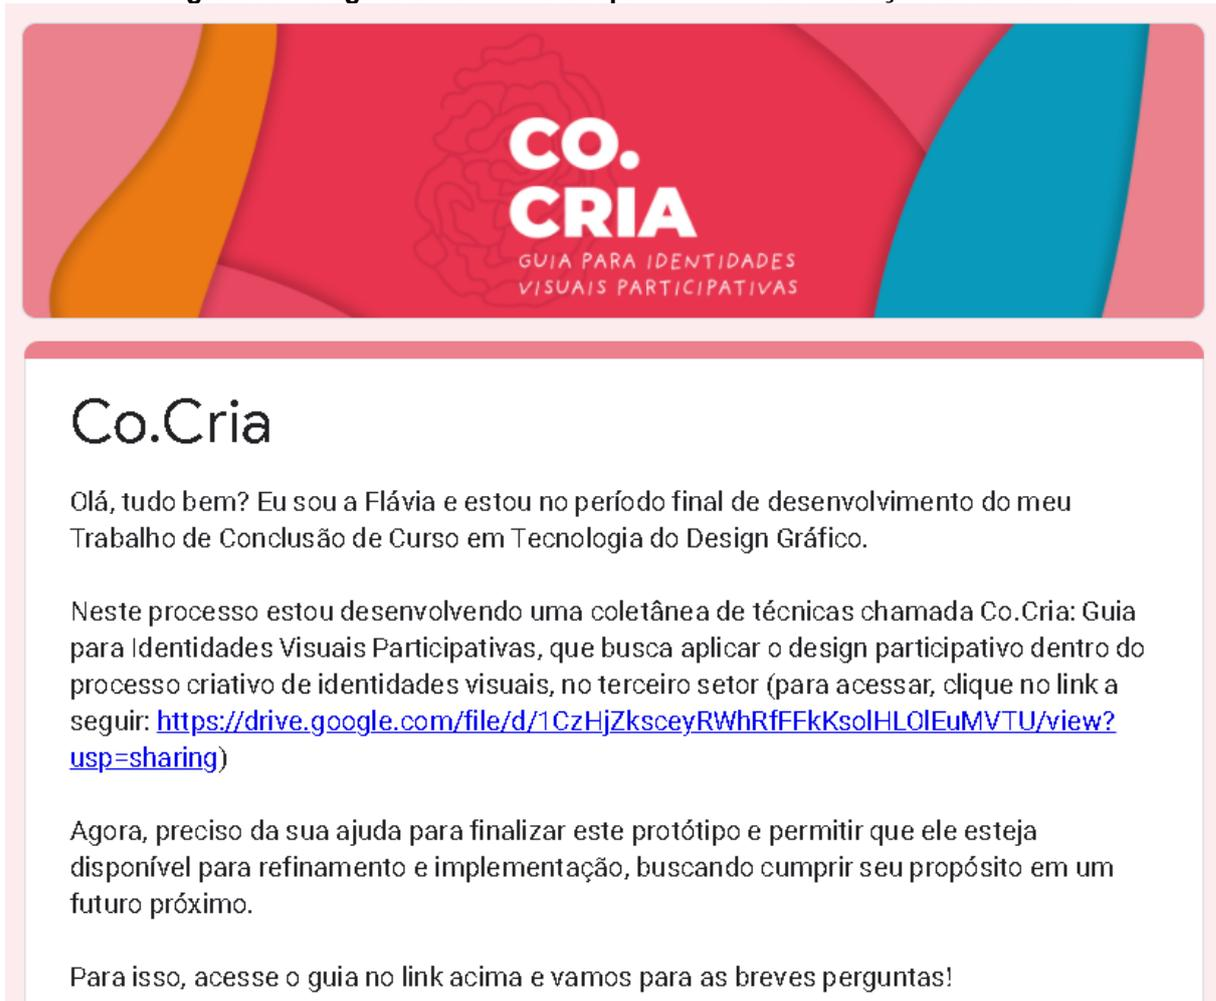 CO.
CRIA
GUIA PARA IDENTIDADES
VISUAIS PARTICIPATIVAS
Co.Cria
Olá, tudo bem? Eu sou a Flávia e estou no período final de desenvolvimento do meu
Trabalho de Conclusão de Curso em Tecnologia do Design Gráfico.
Neste processo estou desenvolvendo uma coletânea de técnicas chamada Co.Cria: Guia
para Identidades Visuais Participativas, que busca aplicar o design participativo dentro do
processo criativo de identidades visuais, no terceiro setor (para acessar, clique no link a
seguir: https://drive.google.com/file/d/1CzHjZksceyRWhRfFFkKsolHLOlEuMVTU/view?
usp=sharing)
Agora, preciso da sua ajuda para finalizar este protótipo e permitir que ele esteja
disponível para refinamento e implementação, buscando cumprir seu propósito em um
futuro próximo.
Para isso, acesse o guia no link acima e vamos para as breves perguntas!